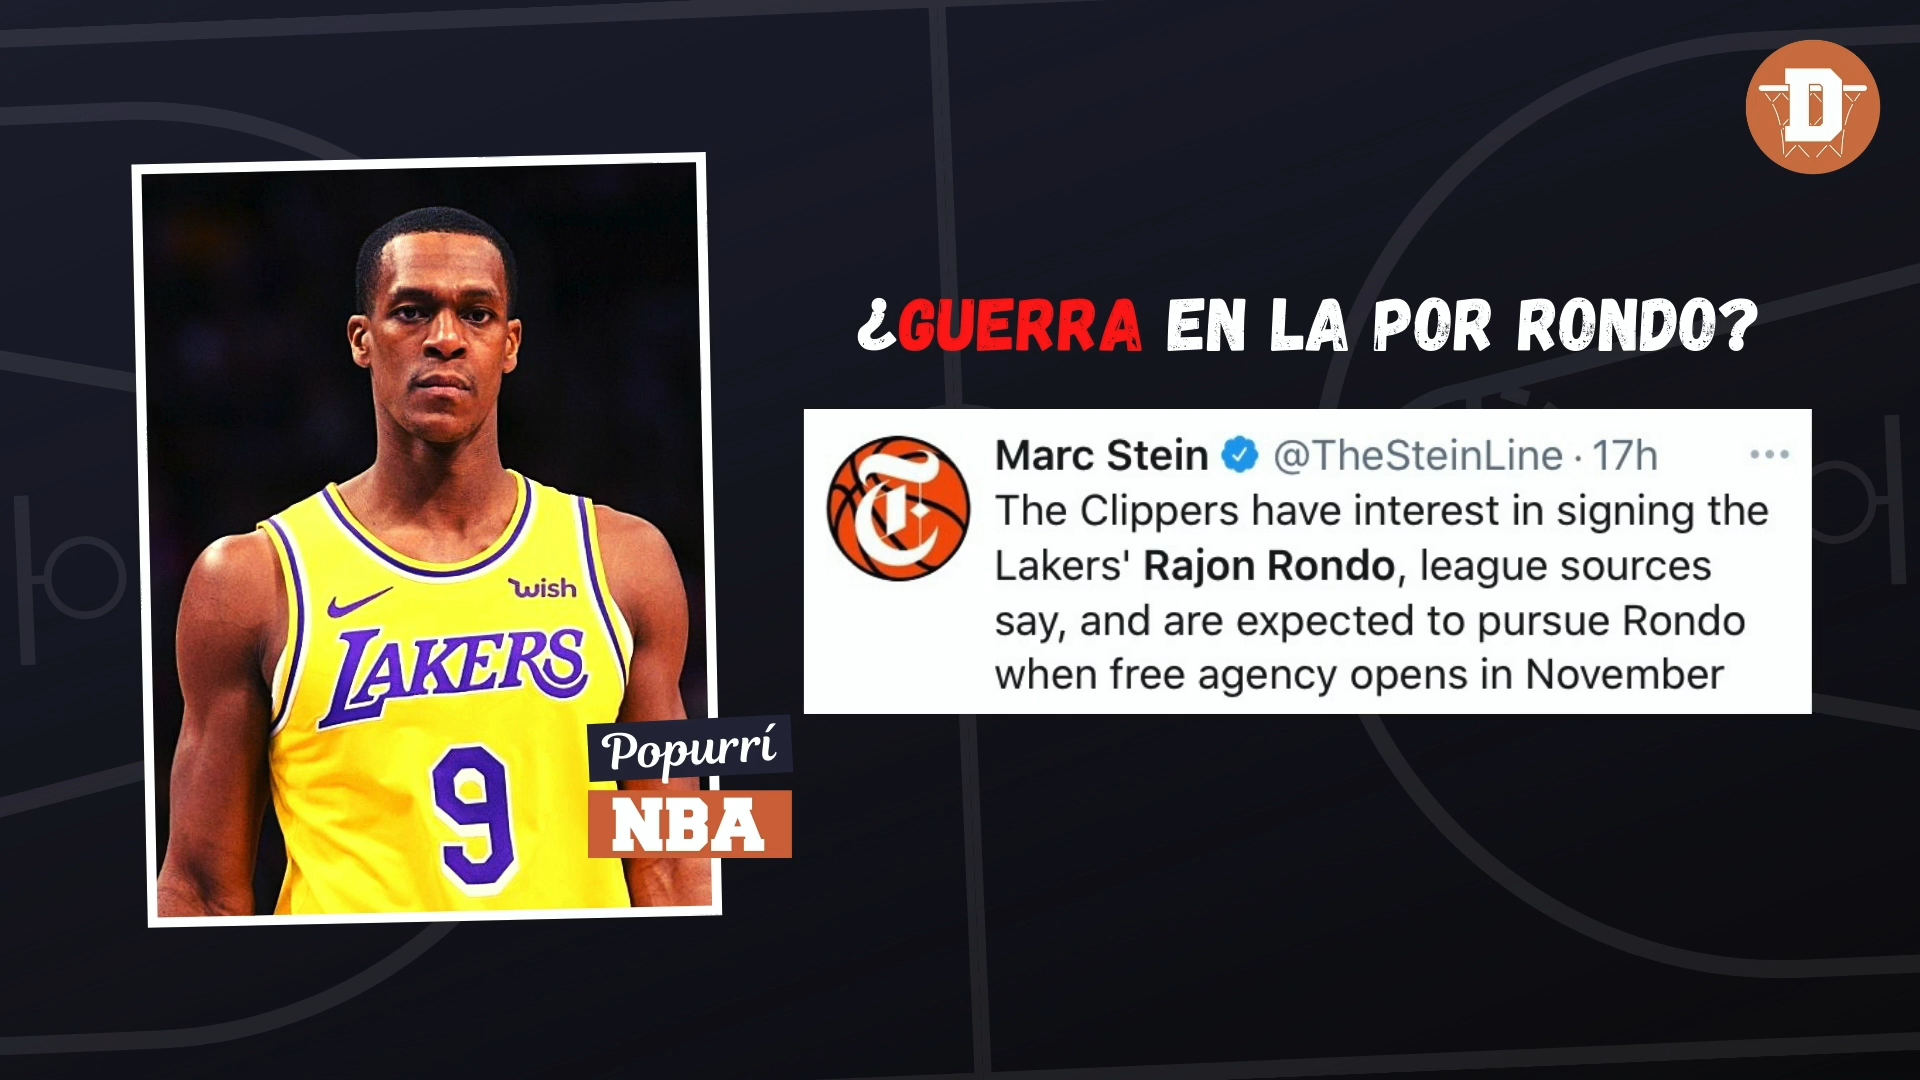 D
¿GUERRA EN LA POR RONDO?
Marc Stein @TheSteinLine · 17h
The Clippers have interest in signing the
Lakers' Rajon Rondo, league sources
say, and are expected to pursue Rondo
when free agency opens in November
T
wish
LAKERS
9
Popurrí
NBA